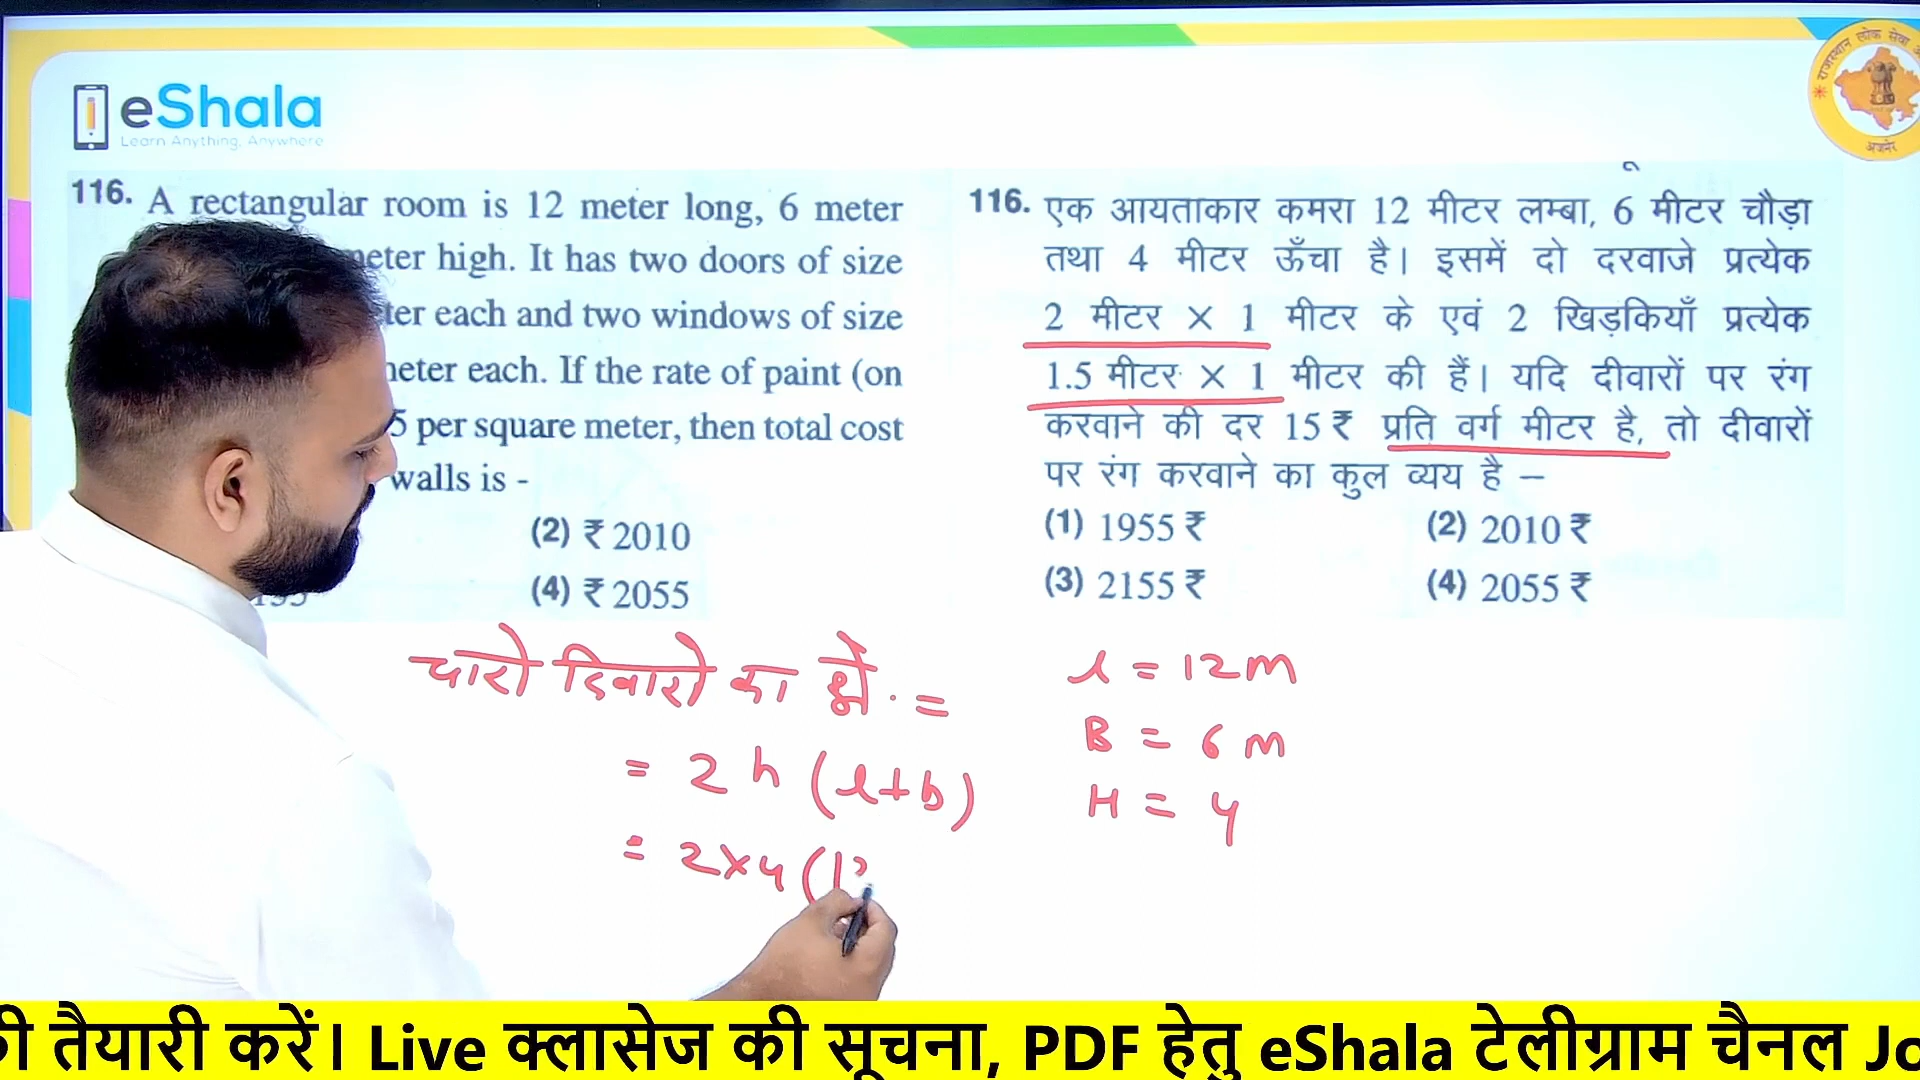 eShala
Learn Anything, Anywhere
राजस्थान लोक सेवा
अजमेर
116. A rectangular room is 12 meter long, 6 meter
meter high. It has two doors of size
ter each and two windows of size
meter each. If the rate of paint (on
5 per square meter, then total cost
walls is -
(2) ₹ 2010
(4) ₹ 2055
116. एक आयताकार कमरा 12 मीटर लम्बा, 6 मीटर चौड़ा
तथा 4 मीटर ऊँचा है। इसमें दो दरवाजे प्रत्येक
2 मीटर × 1 मीटर के एवं 2 खिड़कियाँ प्रत्येक
1.5 मीटर × 1 मीटर की हैं। यदि दीवारों पर रंग
करवाने की दर 15 ₹ प्रति वर्ग मीटर है, तो दीवारों
पर रंग करवाने का कुल व्यय है –
(1) 1955 ₹ (2) 2010 ₹
(3) 2155 ₹ (4) 2055 ₹
चारो दिवारो का क्षे. =
= 2 h (l+b)
= 2×4 (12
l = 12m
B = 6 m
H = 4
की तैयारी करें। Live क्लासेज की सूचना, PDF हेतु eShala टेलीग्राम चैनल Jo